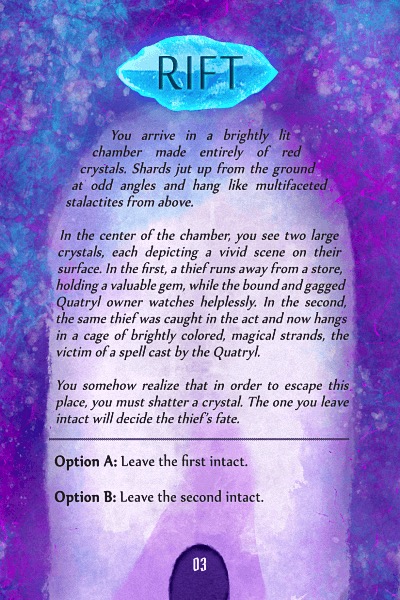 RIFT
You arrive in a brightly lit
chamber made entirely of red
crystals. Shards jut up from the ground
at odd angles and hang like multifaceted
stalactites from above.
In the center of the chamber, you see two large
crystals, each depicting a vivid scene on their
surface. In the first, a thief runs away from a store,
holding a valuable gem, while the bound and gagged
Quatryl owner watches helplessly. In the second,
the same thief was caught in the act and now hangs
in a cage of brightly colored, magical strands, the
victim of a spell cast by the Quatryl.
You somehow realize that in order to escape this
place, you must shatter a crystal. The one you leave
intact will decide the thief's fate.
Option A: Leave the first intact.
Option B: Leave the second intact.
03